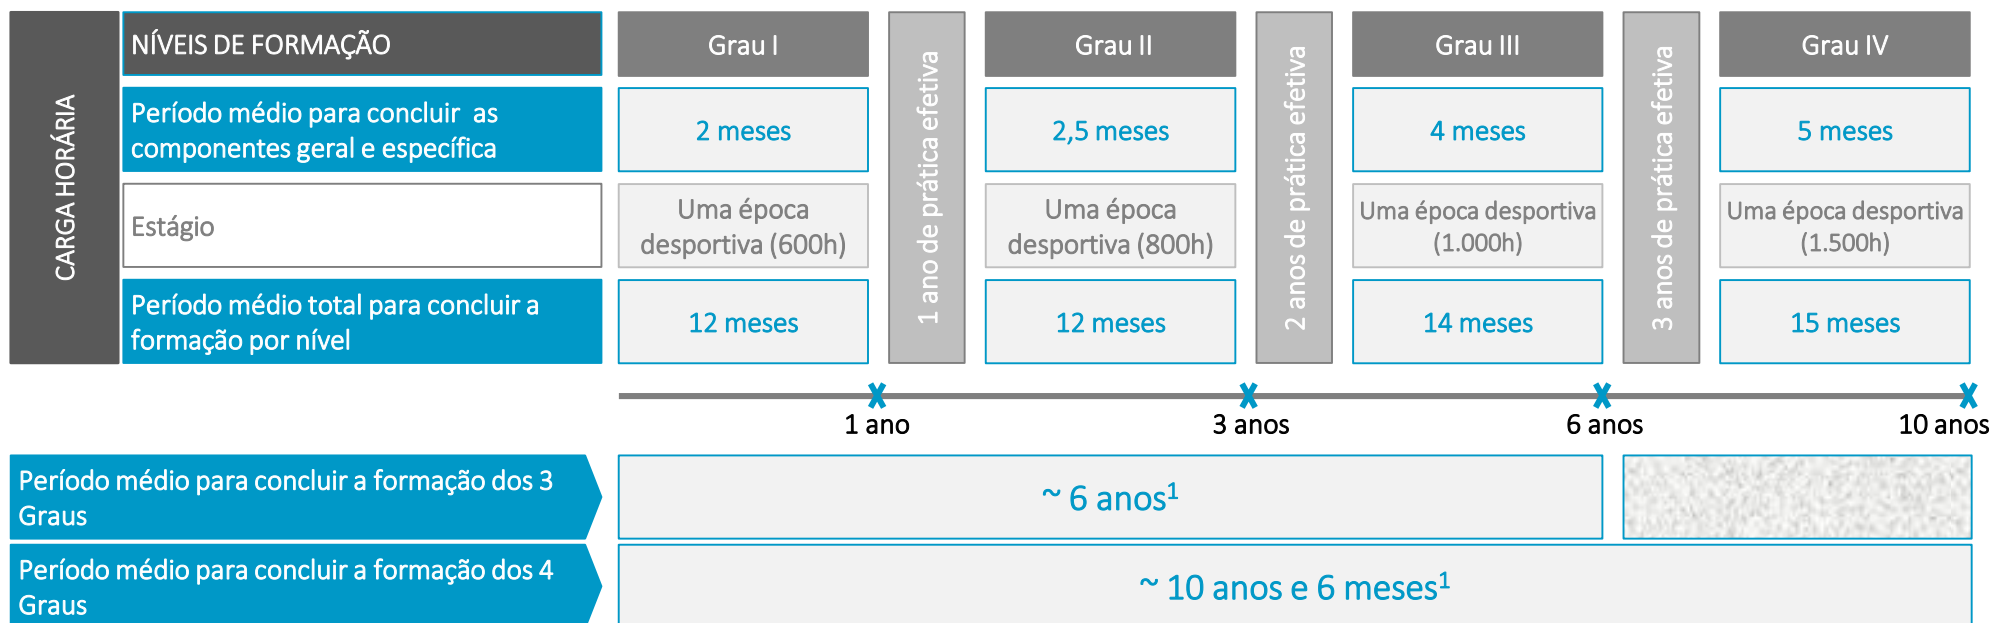 CARGA HORÁRIA
NÍVEIS DE FORMAÇÃO
Grau I
1 ano de prática efetiva
Grau II
2 anos de prática efetiva
Grau III
3 anos de prática efetiva
Grau IV
Período médio para concluir as
componentes geral e específica
2 meses
2,5 meses
4 meses
5 meses
Estágio
Uma época
desportiva (600h)
Uma época
desportiva (800h)
Uma época desportiva
(1.000h)
Uma época desportiva
(1.500h)
Período médio total para concluir a
formação por nível
12 meses
12 meses
14 meses
15 meses
1 ano
3 anos
6 anos
10 anos
Período médio para concluir a formação dos 3
Graus
~ 6 anos¹
Período médio para concluir a formação dos 4
Graus
~ 10 anos e 6 meses¹